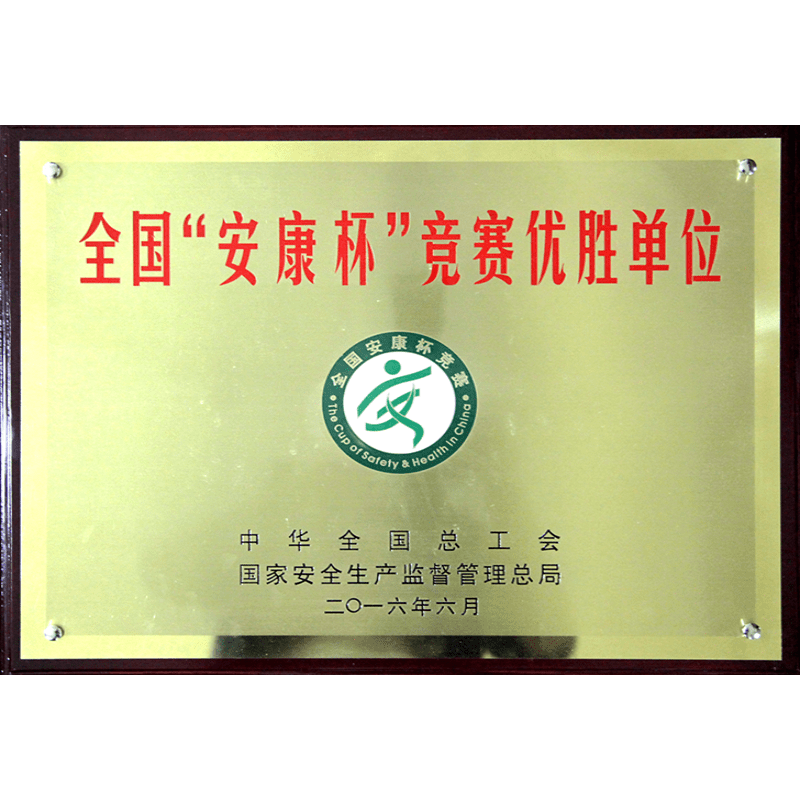 全国“安康杯”竞赛优胜单位
全国安康杯竞赛
The Cup of Safety & Health In China
中华全国总工会
国家安全生产监督管理总局
二〇一六年六月